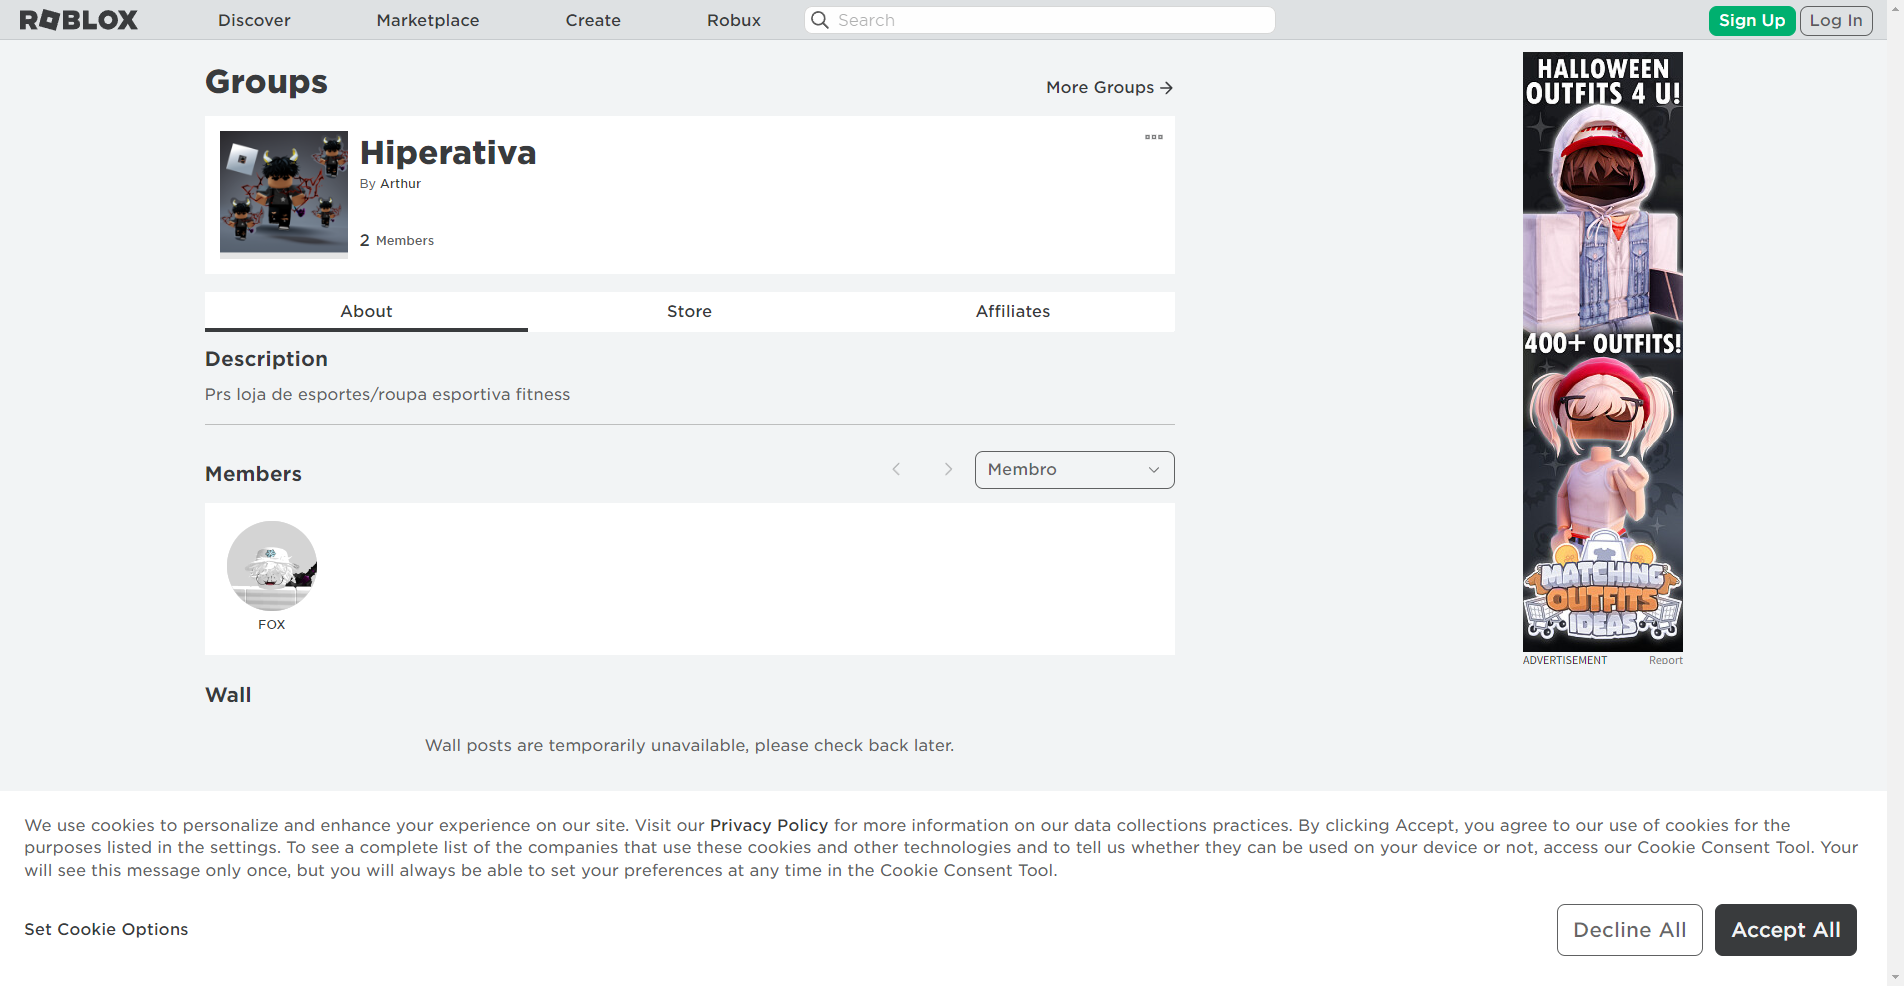 ROBLOX
Discover
Marketplace
Create
Robux
Search
Sign Up
Log In
Groups
More Groups
Hiperativa
By Arthur
2 Members
About
Store
Affiliates
Description
Prs loja de esportes/roupa esportiva fitness
Members
Membro
FOX
Wall
Wall posts are temporarily unavailable, please check back later.
HALLOWEEN
OUTFITS 4 U!
400+ OUTFITS!
MATCHING
OUTFITS
IDEAS
ADVERTISEMENT
Report
We use cookies to personalize and enhance your experience on our site. Visit our Privacy Policy for more information on our data collections practices. By clicking Accept, you agree to our use of cookies for the
purposes listed in the settings. To see a complete list of the companies that use these cookies and other technologies and to tell us whether they can be used on your device or not, access our Cookie Consent Tool. Your
will see this message only once, but you will always be able to set your preferences at any time in the Cookie Consent Tool.
Set Cookie Options
Decline All
Accept All